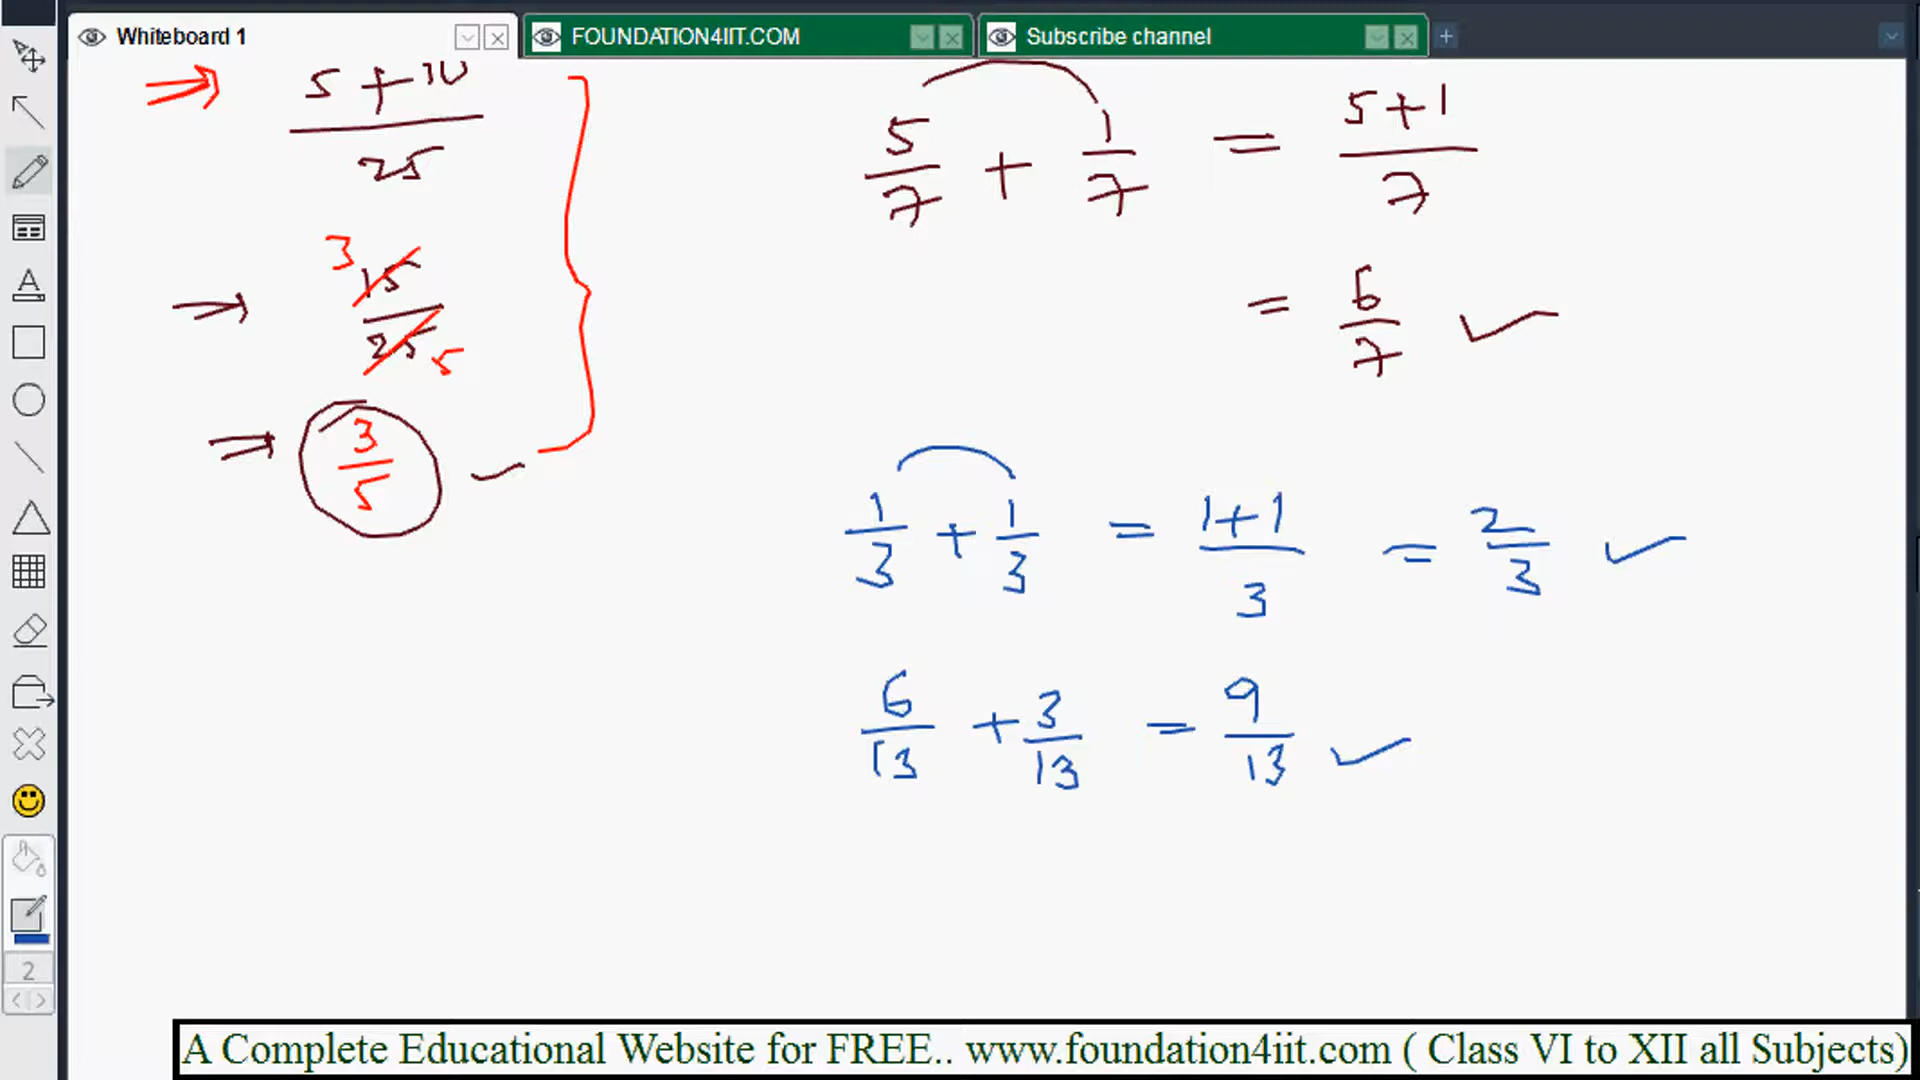 Whiteboard 1
FOUNDATION4IIT.COM
Subscribe channel
⇒ 5 + 10 / 25
⇒ 3 15 / 25 5
⇒ 3/5 ✓
5/7 + 1/7 = 5+1 / 7
= 6/7 ✓
1/3 + 1/3 = 1+1 / 3 = 2/3 ✓
6/13 + 3/13 = 9/13 ✓
2
A Complete Educational Website for FREE.. www.foundation4iit.com ( Class VI to XII all Subjects)